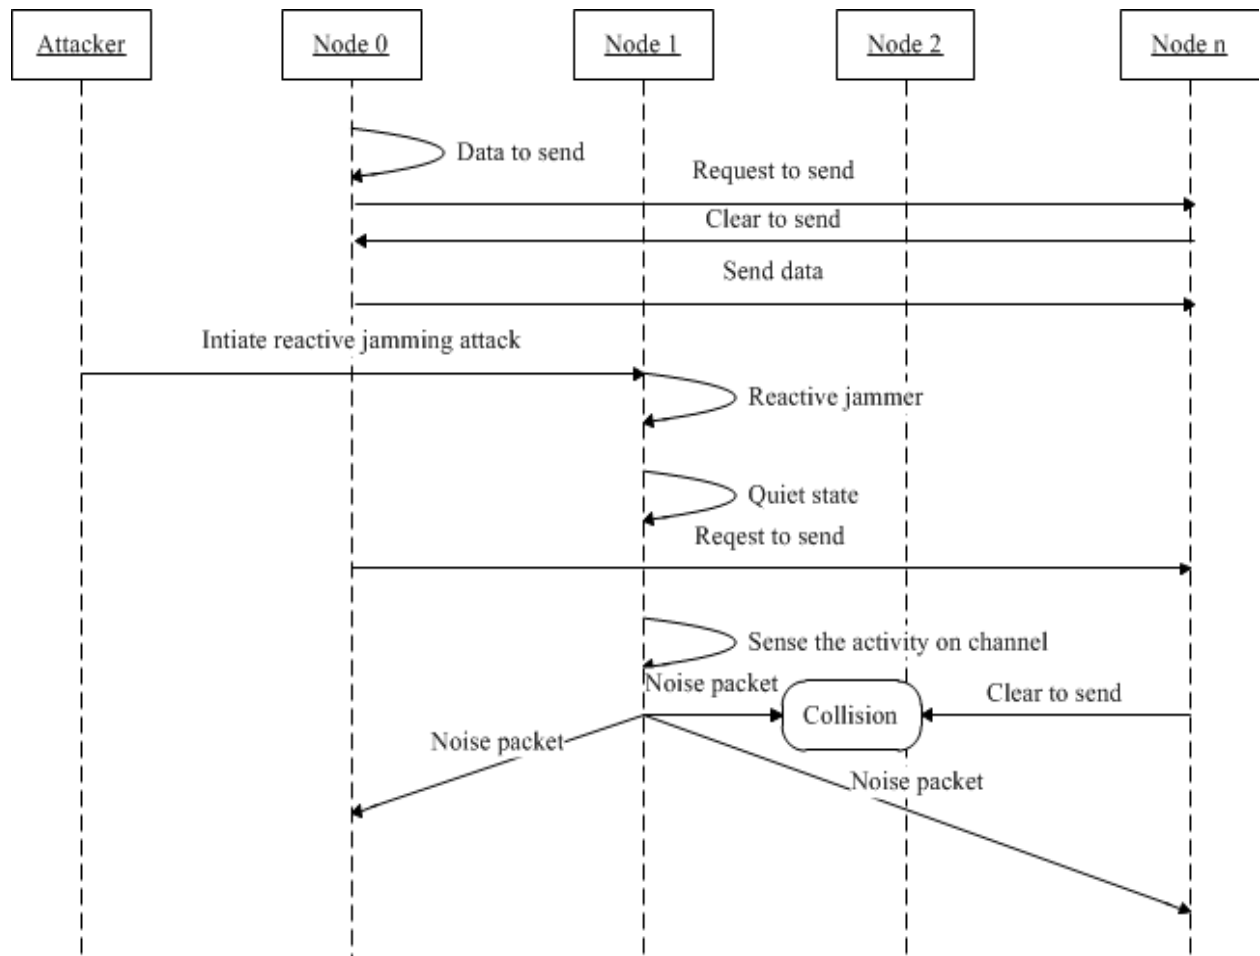 Attacker
Node 0
Node 1
Node 2
Node n
Data to send
Request to send
Clear to send
Send data
Intiate reactive jamming attack
Reactive jammer
Quiet state
Reqest to send
Sense the activity on channel
Noise packet
Collision
Clear to send
Noise packet
Noise packet